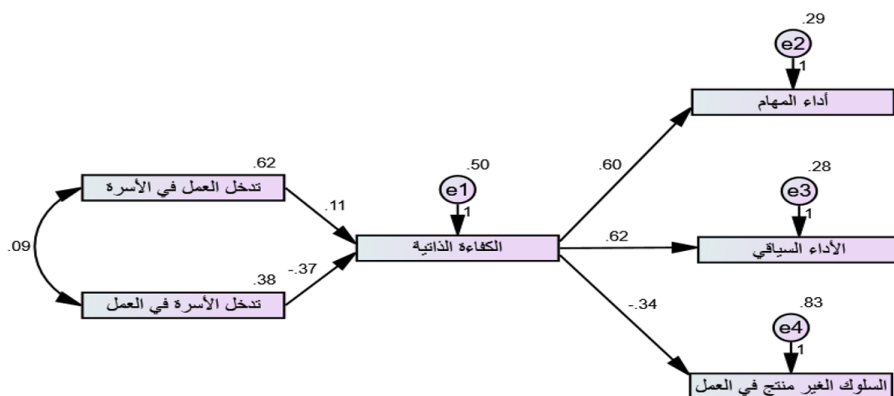 .29
e2
1
أداء المهام
.62
تدخل العمل في الأسرة
.50
e1
1
.60
.11
.28
e3
1
.09
الكفاءة الذاتية
.62
الأداء السياقي
-.37
.38
تدخل الأسرة في العمل
-.34
.83
e4
1
السلوك الغير منتج في العمل